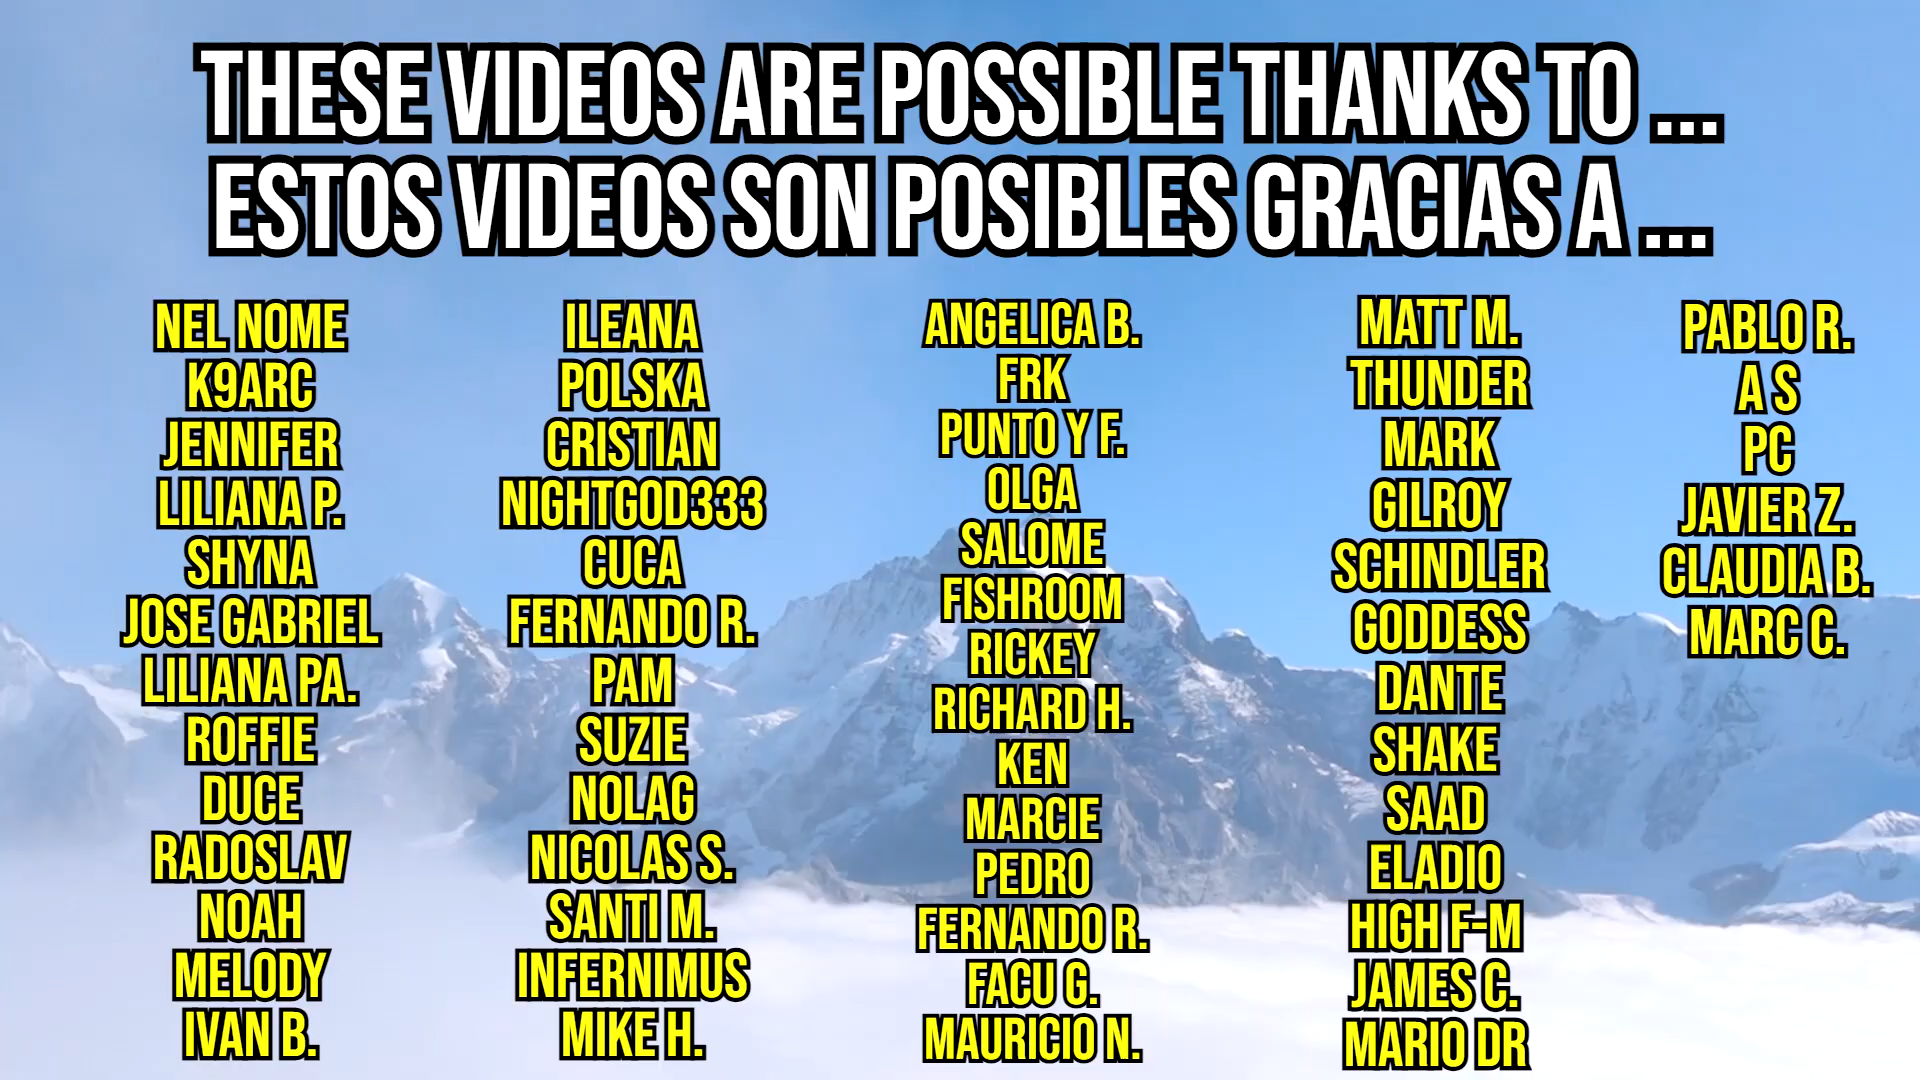 THESE VIDEOS ARE POSSIBLE THANKS TO ...
ESTOS VIDEOS SON POSIBLES GRACIAS A ...
NEL NOME
K9ARC
JENNIFER
LILIANA P.
SHYNA
JOSE GABRIEL
LILIANA PA.
ROFFIE
DUCE
RADOSLAV
NOAH
MELODY
IVAN B.
ILEANA
POLSKA
CRISTIAN
NIGHTGOD333
CUCA
FERNANDO R.
PAM
SUZIE
NOLAG
NICOLAS S.
SANTI M.
INFERNIMUS
MIKE H.
ANGELICA B.
FRK
PUNTO Y F.
OLGA
SALOME
FISHROOM
RICKEY
RICHARD H.
KEN
MARCIE
PEDRO
FERNANDO R.
FACU G.
MAURICIO N.
MATT M.
THUNDER
MARK
GILROY
SCHINDLER
GODDESS
DANTE
SHAKE
SAAD
ELADIO
HIGH F-M
JAMES C.
MARIO DR
PABLO R.
A S
PC
JAVIER Z.
CLAUDIA B.
MARC C.